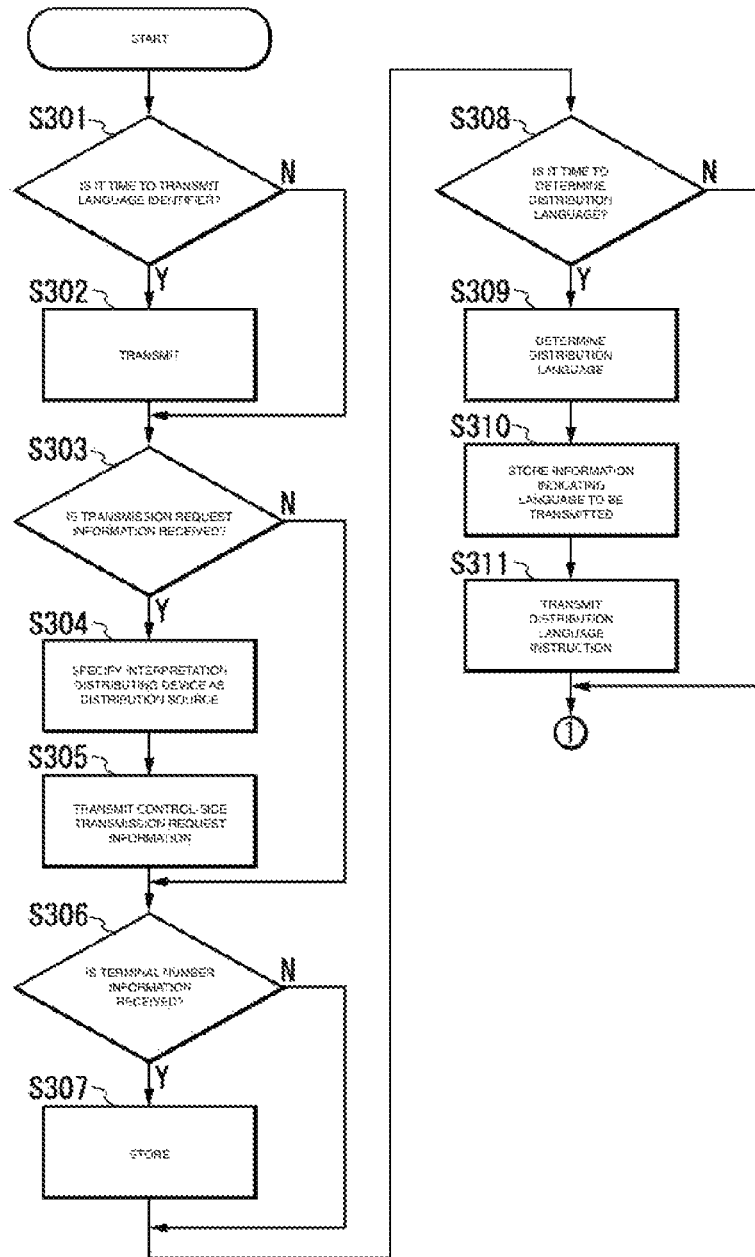 START
S301
IS IT TIME TO TRANSMIT
LANGUAGE IDENTIFIER?
N
Y
S302
TRANSMIT
S303
IS TRANSMISSION REQUEST
INFORMATION RECEIVED?
N
Y
S304
SPECIFY INTERPRETATION
DISTRIBUTING DEVICE AS
DISTRIBUTION SOURCE
S305
TRANSMIT CONTROL-SIDE
TRANSMISSION REQUEST
INFORMATION
S306
IS TERMINAL NUMBER
INFORMATION
RECEIVED?
N
Y
S307
STORE
S308
IS IT TIME TO
DETERMINE
DISTRIBUTION
LANGUAGE?
N
Y
S309
DETERMINE
DISTRIBUTION
LANGUAGE
S310
STORE INFORMATION
INDICATING
LANGUAGE TO BE
TRANSMITTED
S311
TRANSMIT
DISTRIBUTION
LANGUAGE
INSTRUCTION
1